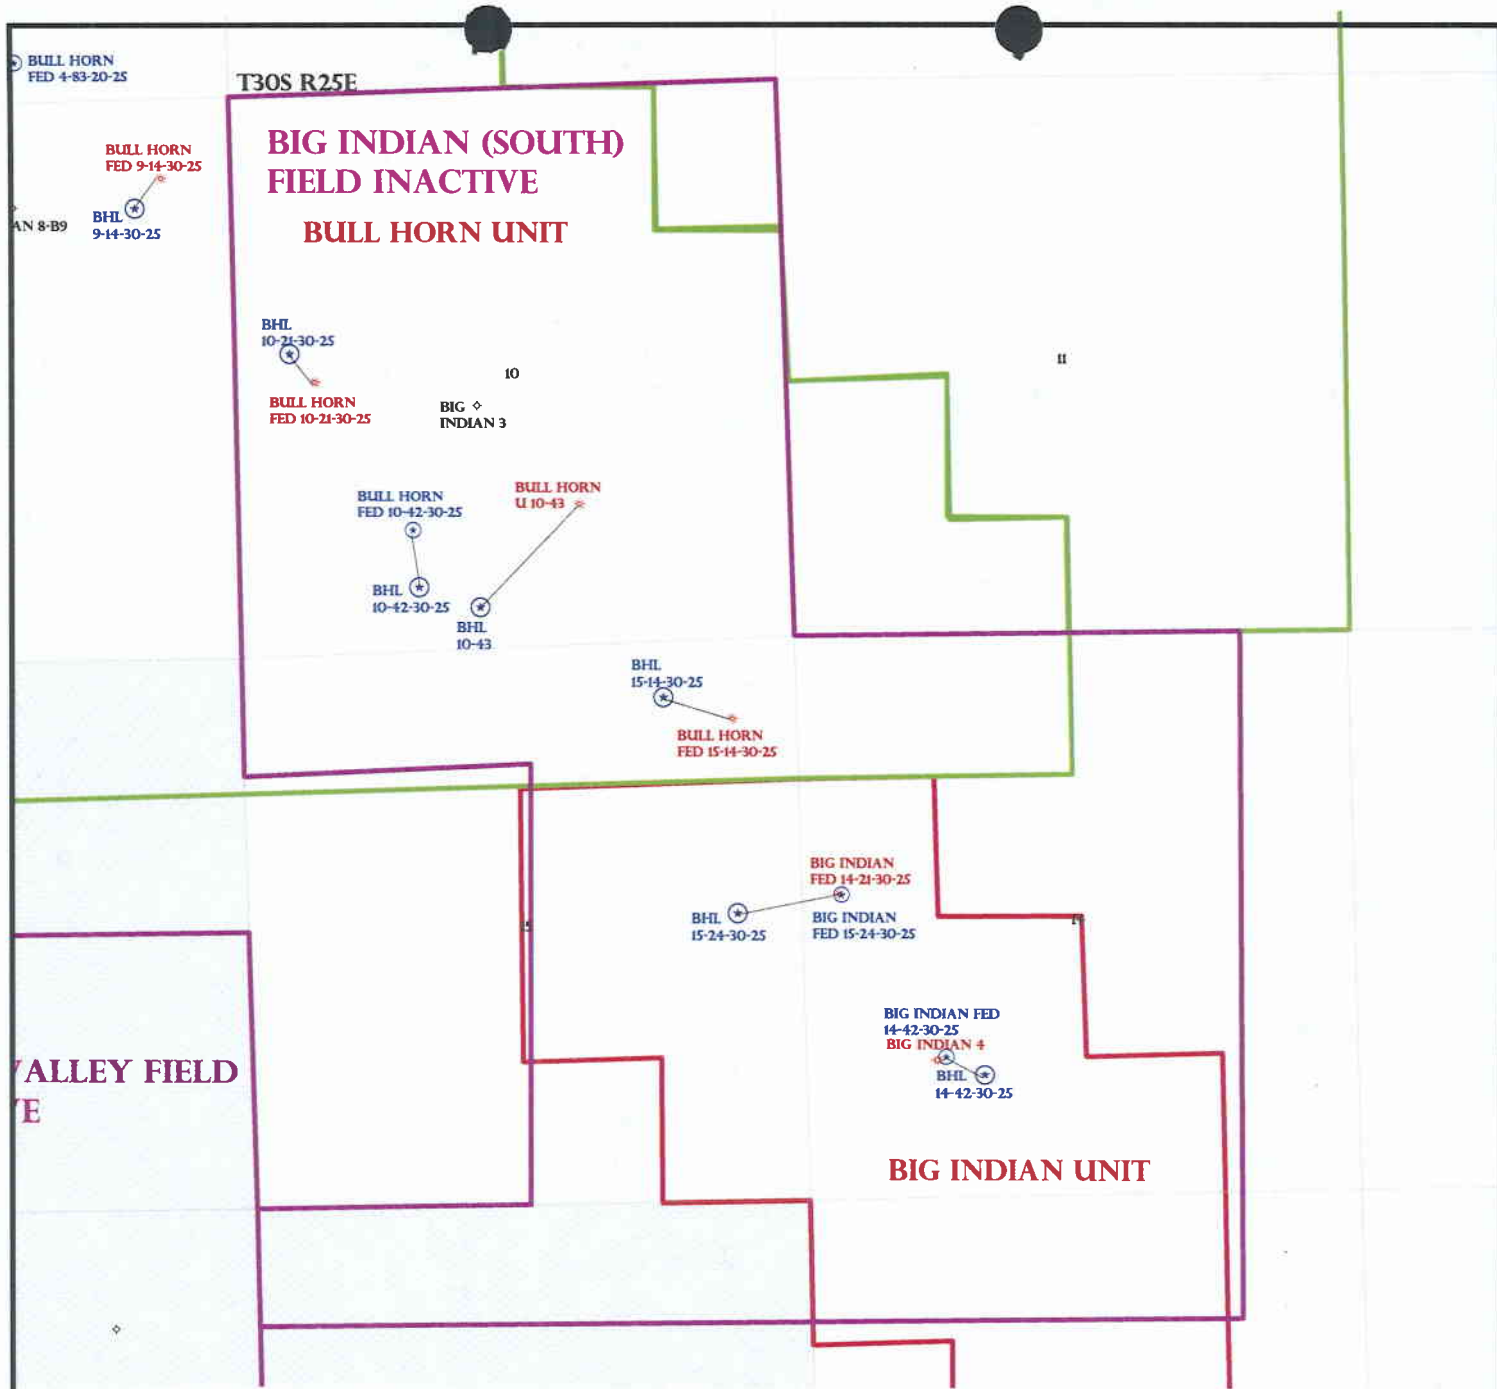 BULL HORN
FED 4-83-20-25
T30S R25E
BIG INDIAN (SOUTH)
FIELD INACTIVE
BULL HORN UNIT
BULL HORN
FED 9-14-30-25
BHL
9-14-30-25
AN 8-B9
BHL
10-21-30-25
BULL HORN
FED 10-21-30-25
10
11
BIG
INDIAN 3
BULL HORN
FED 10-42-30-25
BULL HORN
U 10-43
BHL
10-42-30-25
BHL
10-43
BHL
15-14-30-25
BULL HORN
FED 15-14-30-25
BIG INDIAN
FED 14-21-30-25
BHL
15-24-30-25
BIG INDIAN
FED 15-24-30-25
15
14
BIG INDIAN FED
14-42-30-25
BIG INDIAN 4
BHL
14-42-30-25
VALLEY FIELD
VE
BIG INDIAN UNIT